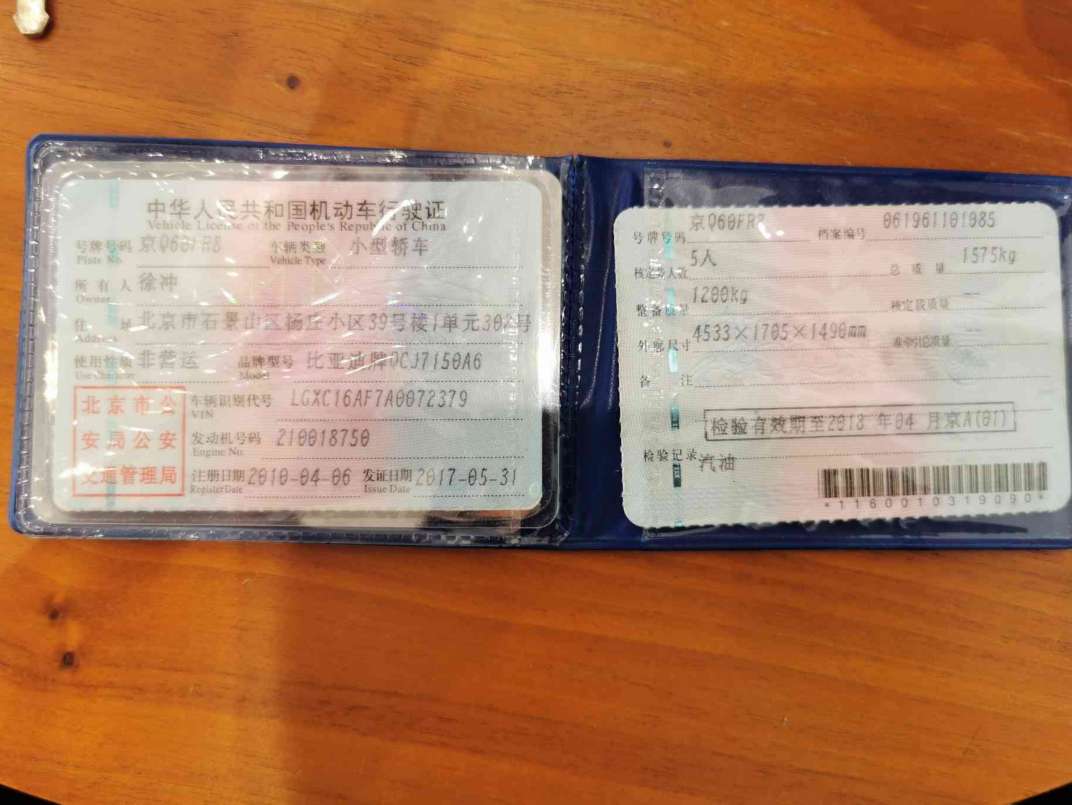 中华人民共和国机动车行驶证
Vehicle License of the People's Republic of China
号牌号码 京Q60FR8 车辆类型 小型轿车
Plate No. Vehicle Type
所有人 徐冲
Owner
住址 北京市石景山区杨庄小区39号楼1单元302号
Address
使用性质 非营运 品牌型号 比亚迪牌QCJ7150A6
Use Character Model
北京市公
安局公安
交通管理局
车辆识别代号 LGXC16AF7A0072379
VIN
发动机号码 210018750
Engine No.
注册日期 2010-04-06 发证日期 2017-05-31
Register Date Issue Date
号牌号码 京Q60FR8 档案编号 061961101085
核定载人数 5人 总质量 1575kg
整备质量 1200kg 核定载质量 --
外廓尺寸 4533×1705×1490mm 准牵引总质量 --
备注
检验有效期至2018 年04 月京A(01)
检验记录 汽油
*1160010319090*